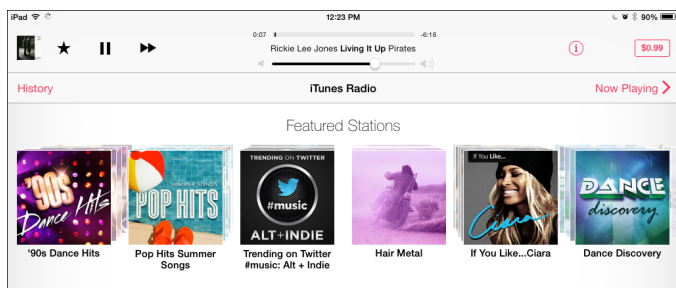 iPad 12:23 PM 90%
0:07 -6:18
Rickie Lee Jones Living It Up Pirates
$0.99
History iTunes Radio Now Playing
Featured Stations
'90s Dance Hits
SUMMER SONGS
POP HITS
TRENDING ON TWITTER
#music
ALT+INDIE
If You Like...
Ciara
DANCE
discovery
'90s Dance Hits
Pop Hits Summer
Songs
Trending on Twitter
#music: Alt + Indie
Hair Metal
If You Like...Ciara
Dance Discovery